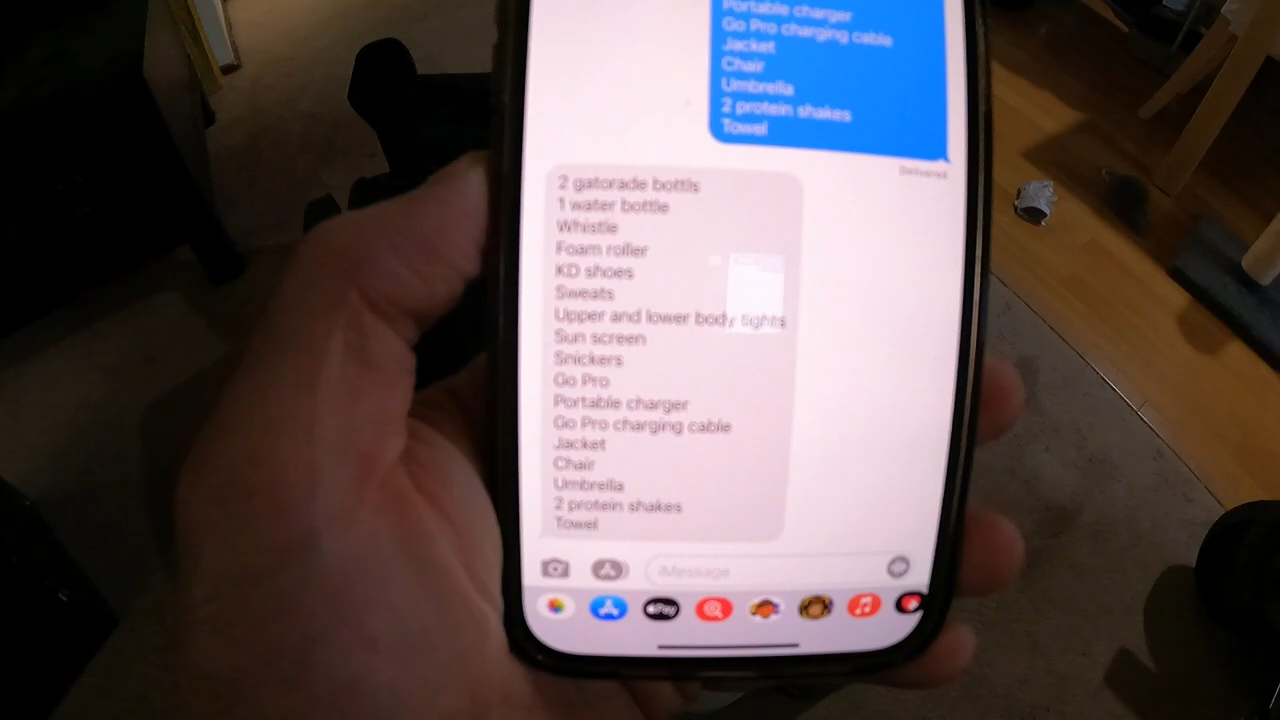 Portable charger
Go Pro charging cable
Jacket
Chair
Umbrella
2 protein shakes
Towel
Delivered
2 gatorade bottls
1 water bottle
Whistle
Foam roller
KD shoes
Sweats
Upper and lower body tights
Sun screen
Snickers
Go Pro
Portable charger
Go Pro charging cable
Jacket
Chair
Umbrella
2 protein shakes
Towel
iMessage
Pay